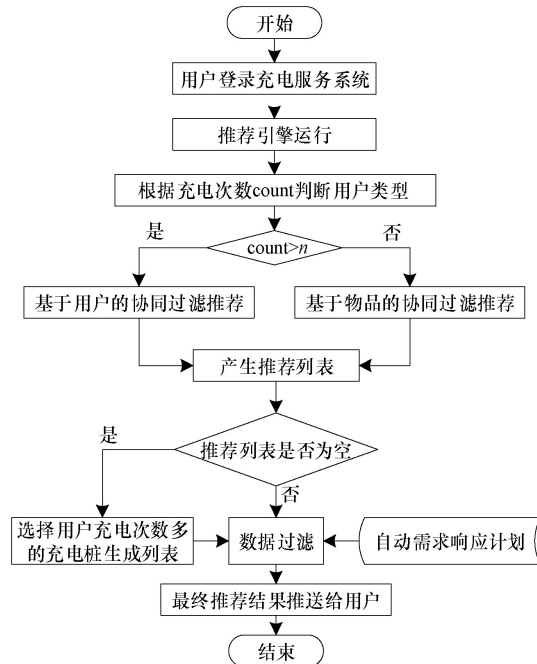 开始
用户登录充电服务系统
推荐引擎运行
根据充电次数count判断用户类型
是
否
count>n
基于用户的协同过滤推荐
基于物品的协同过滤推荐
产生推荐列表
是
推荐列表是否为空
否
选择用户充电次数多
的充电桩生成列表
数据过滤
自动需求响应计划
最终推荐结果推送给用户
结束